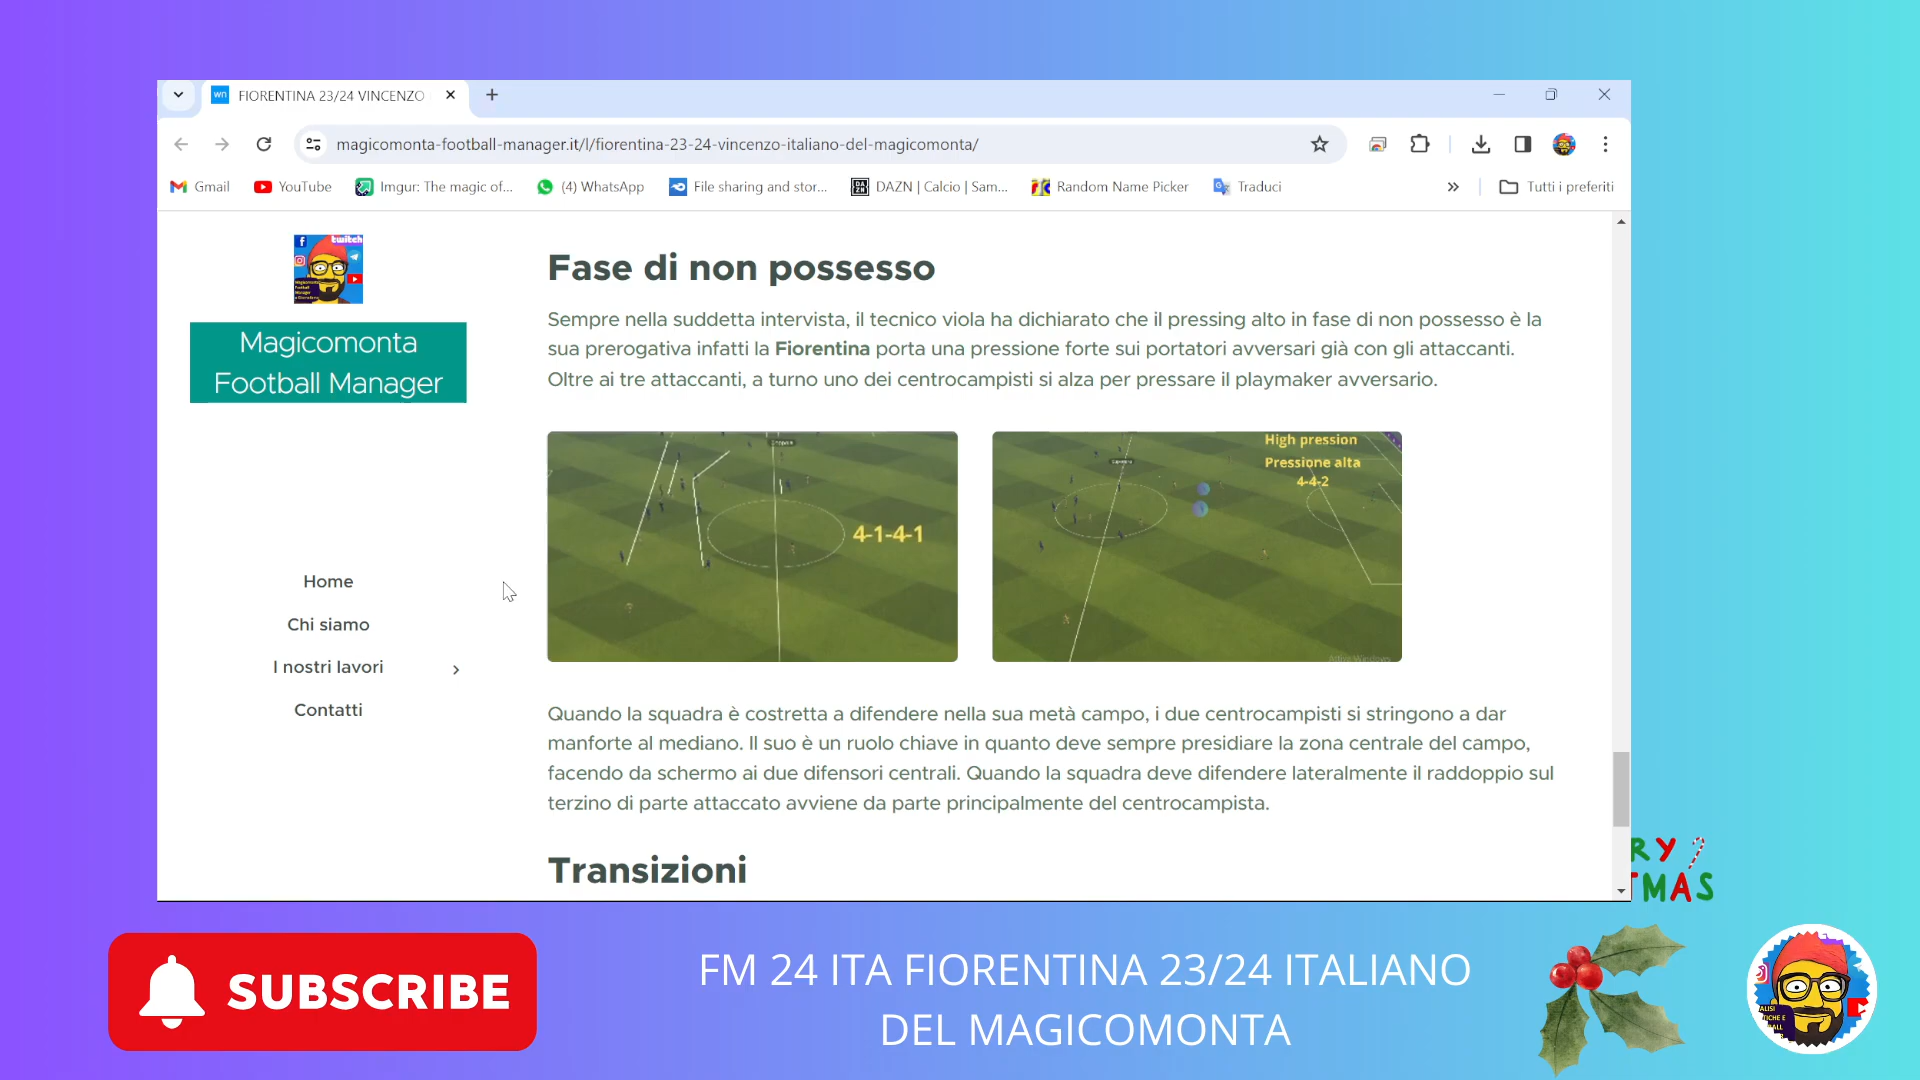 FIORENTINA 23/24 VINCENZO
magicomonta-football-manager.it/l/fiorentina-23-24-vincenzo-italiano-del-magicomonta/
Gmail
YouTube
Imgur: The magic of...
(4) WhatsApp
File sharing and stor...
DAZN | Calcio | Sam...
Random Name Picker
Traduci
Tutti i preferiti
twitch
Magicomonta
Football Manager
Home
Chi siamo
I nostri lavori
Contatti
Fase di non possesso
Sempre nella suddetta intervista, il tecnico viola ha dichiarato che il pressing alto in fase di non possesso è la
sua prerogativa infatti la Fiorentina porta una pressione forte sui portatori avversari già con gli attaccanti.
Oltre ai tre attaccanti, a turno uno dei centrocampisti si alza per pressare il playmaker avversario.
4-1-4-1
High pression
Pressione alta
4-4-2
Quando la squadra è costretta a difendere nella sua metà campo, i due centrocampisti si stringono a dar
manforte al mediano. Il suo è un ruolo chiave in quanto deve sempre presidiare la zona centrale del campo,
facendo da schermo ai due difensori centrali. Quando la squadra deve difendere lateralmente il raddoppio sul
terzino di parte attaccato avviene da parte principalmente del centrocampista.
Transizioni
RY
TMAS
SUBSCRIBE
FM 24 ITA FIORENTINA 23/24 ITALIANO
DEL MAGICOMONTA